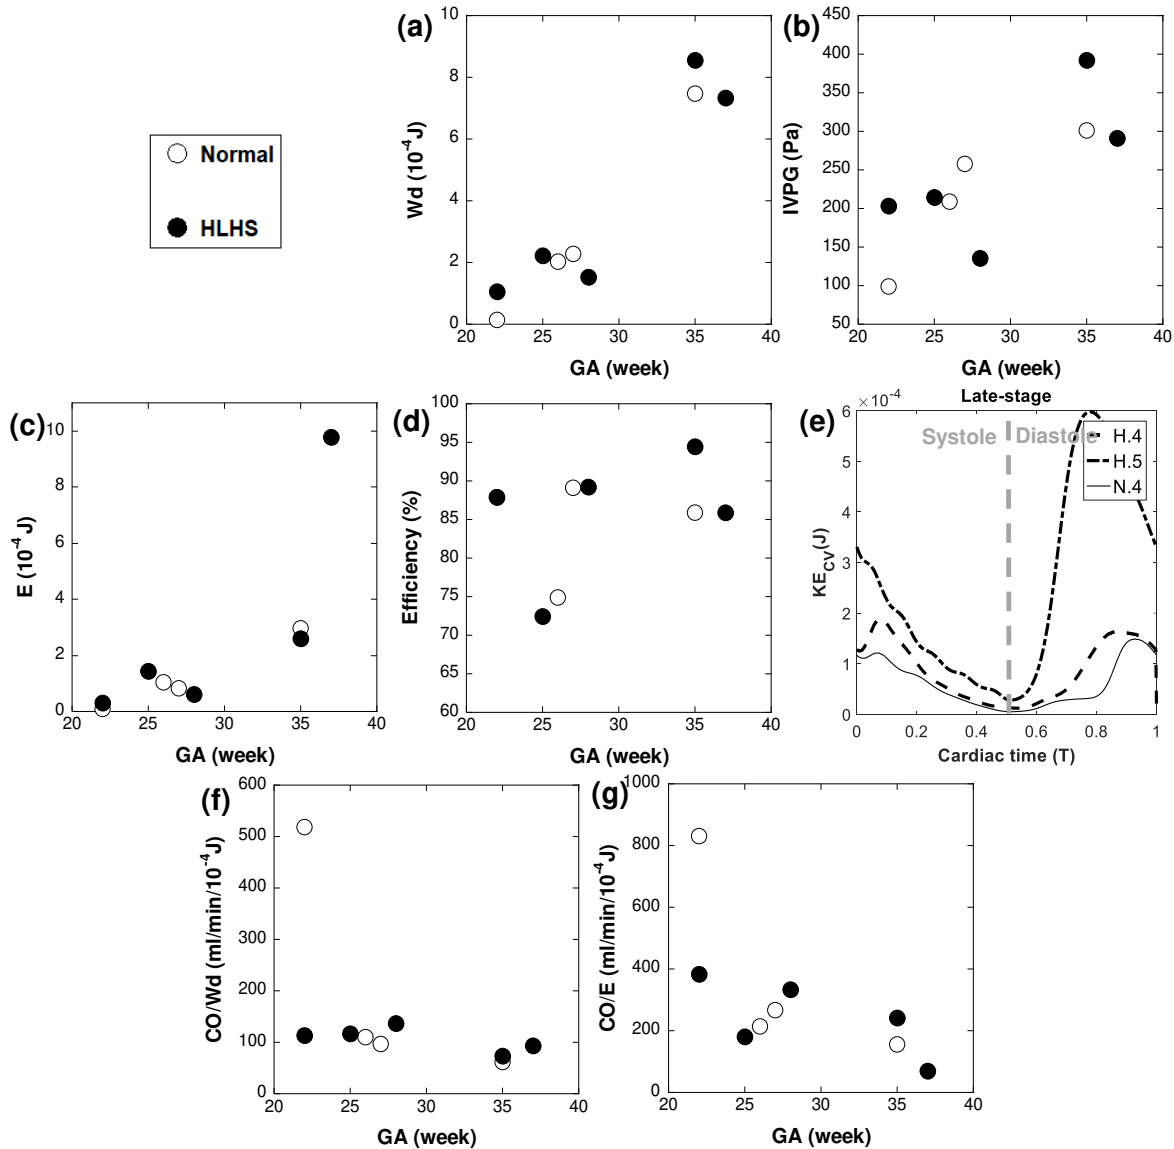 (a)
10
8
6
4
2
0
Wd (10⁻⁴J)
20 25 30 35 40
GA (week)
(b)
450
400
350
300
250
200
150
100
50
IVPG (Pa)
20 25 30 35 40
GA (week)
Normal
HLHS
(c)
10
8
6
4
2
0
E (10⁻⁴ J)
20 25 30 35 40
GA (week)
(d)
100
95
90
85
80
75
70
65
60
Efficiency (%)
20 25 30 35 40
GA (week)
(e)
×10⁻⁴
Late-stage
6
5
4
3
2
1
0
KE_CV(J)
Systole Diastole
H.4
H.5
N.4
0 0.2 0.4 0.6 0.8 1
Cardiac time (T)
(f)
600
500
400
300
200
100
0
CO/Wd (ml/min/10⁻⁴J)
20 25 30 35 40
GA (week)
(g)
1000
800
600
400
200
0
CO/E (ml/min/10⁻⁴J)
20 25 30 35 40
GA (week)